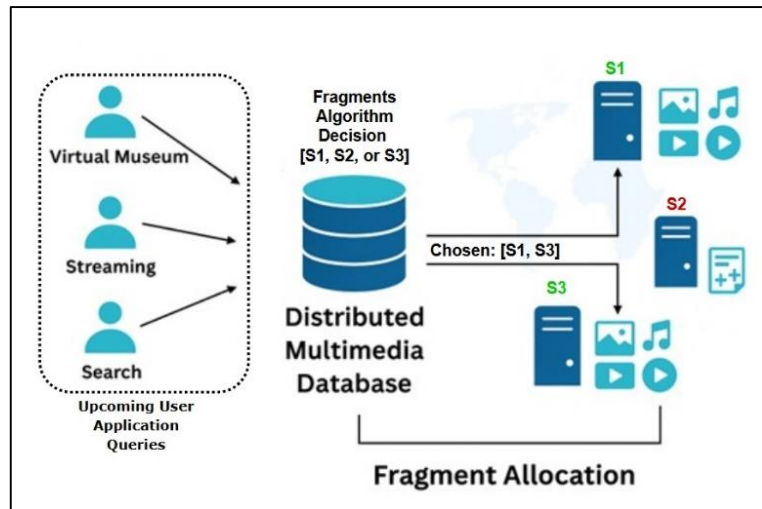 Virtual Museum
Streaming
Search
Upcoming User
Application
Queries
Fragments
Algorithm
Decision
[S1, S2, or S3]
Distributed
Multimedia
Database
Chosen: [S1, S3]
S1
S2
S3
Fragment Allocation